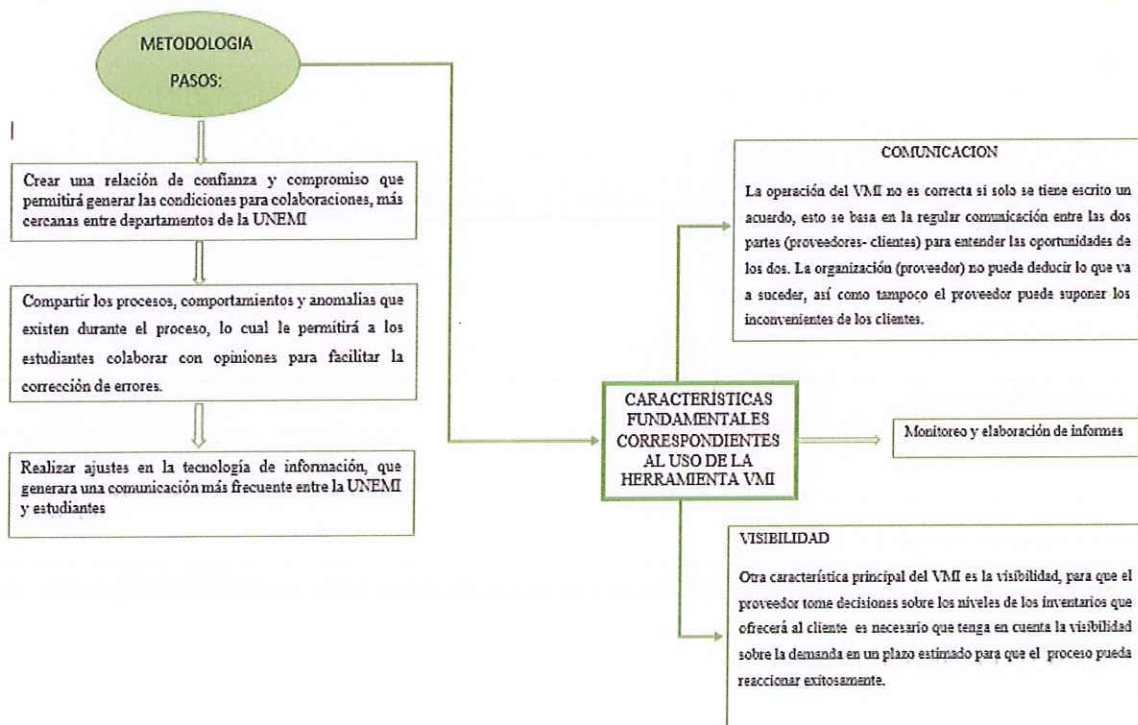 METODOLOGIA
PASOS:
Crear una relación de confianza y compromiso que
permitirá generar las condiciones para colaboraciones, más
cercanas entre departamentos de la UNEMI
Compartir los procesos, comportamientos y anomalias que
existen durante el proceso, lo cual le permitirá a los
estudiantes colaborar con opiniones para facilitar la
corrección de errores.
Realizar ajustes en la tecnología de información, que
generara una comunicación más frecuente entre la UNEMI
y estudiantes
CARACTERÍSTICAS
FUNDAMENTALES
CORRESPONDIENTES
AL USO DE LA
HERRAMIENTA VMI
COMUNICACION
La operación del VMI no es correcta si solo se tiene escrito un
acuerdo, esto se basa en la regular comunicación entre las dos
partes (proveedores- clientes) para entender las oportunidades de
los dos. La organización (proveedor) no puede deducir lo que va
a suceder, así como tampoco el proveedor puede suponer los
inconvenientes de los clientes.
Monitoreo y elaboración de informes
VISIBILIDAD
Otra característica principal del VMI es la visibilidad, para que el
proveedor tome decisiones sobre los niveles de los inventarios que
ofrecerá al cliente es necesario que tenga en cuenta la visibilidad
sobre la demanda en un plazo estimado para que el proceso pueda
reaccionar exitosamente.